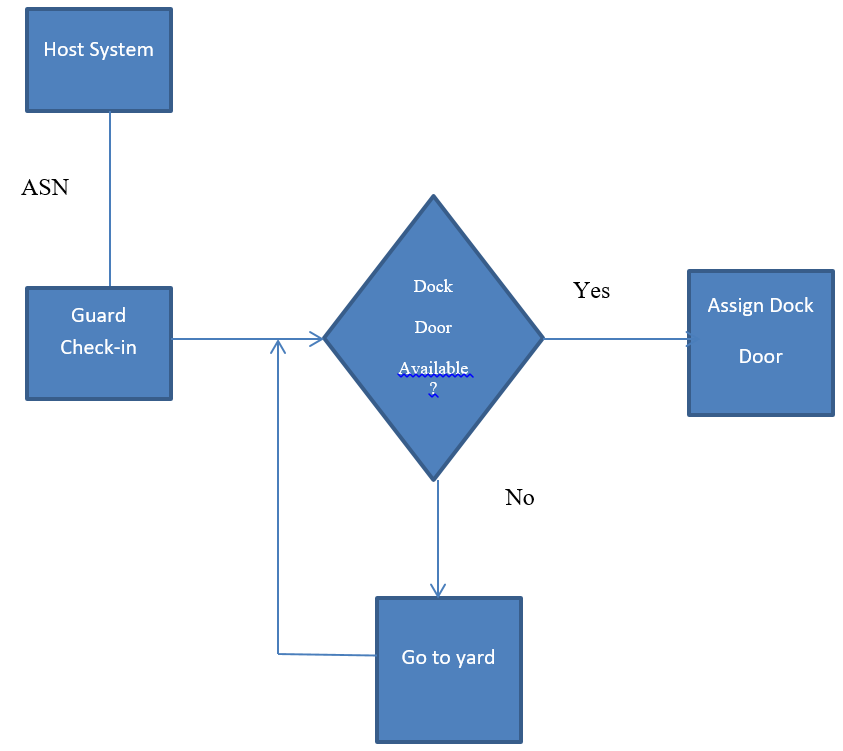 Host System
ASN
Guard
Check-in
Dock
Door
Available
?
Yes
Assign Dock
Door
No
Go to yard